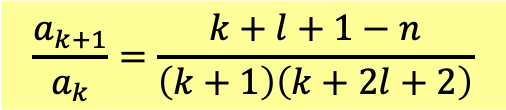 a_{k+1}/a_k = (k + l + 1 − n)/((k + 1)(k + 2l + 2))